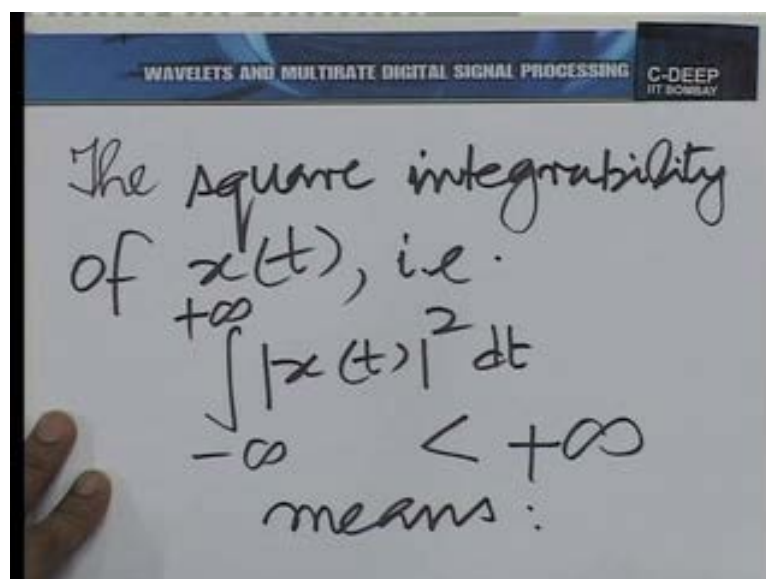 WAVELETS AND MULTIRATE DIGITAL SIGNAL PROCESSING
C-DEEP
IIT BOMBAY
The square integrability
of x(t), i.e.
+∞
∫|x(t)|² dt
-∞ < +∞
means: